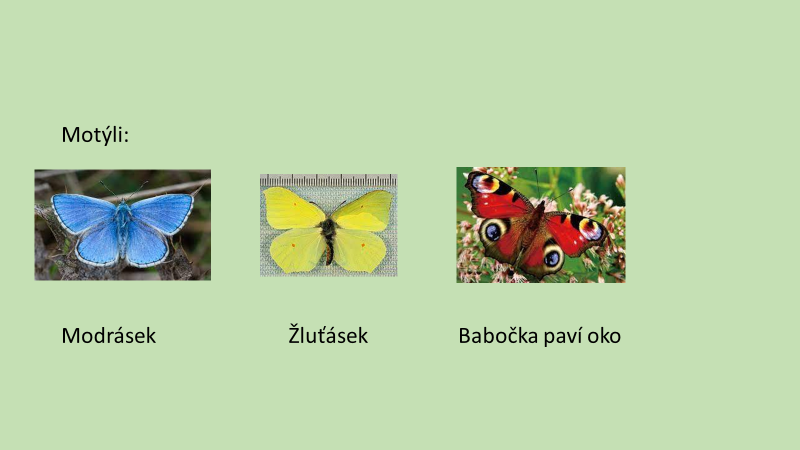 Motýli:
Modrásek
Žluťásek
Babočka paví oko